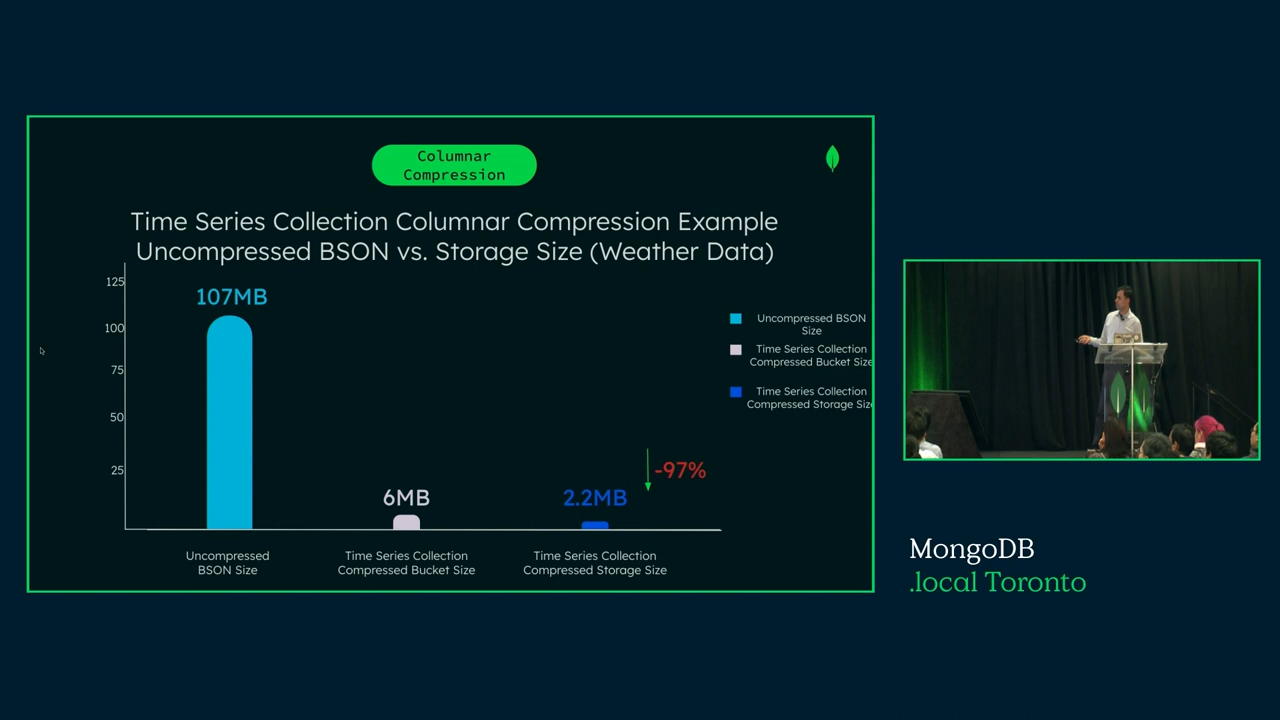 Columnar
Compression
Time Series Collection Columnar Compression Example
Uncompressed BSON vs. Storage Size (Weather Data)
125
100
75
50
25
107MB
6MB
2.2MB
-97%
Uncompressed
BSON Size
Time Series Collection
Compressed Bucket Size
Time Series Collection
Compressed Storage Size
Uncompressed BSON
Size
Time Series Collection
Compressed Bucket Size
Time Series Collection
Compressed Storage Size
MongoDB
.local Toronto